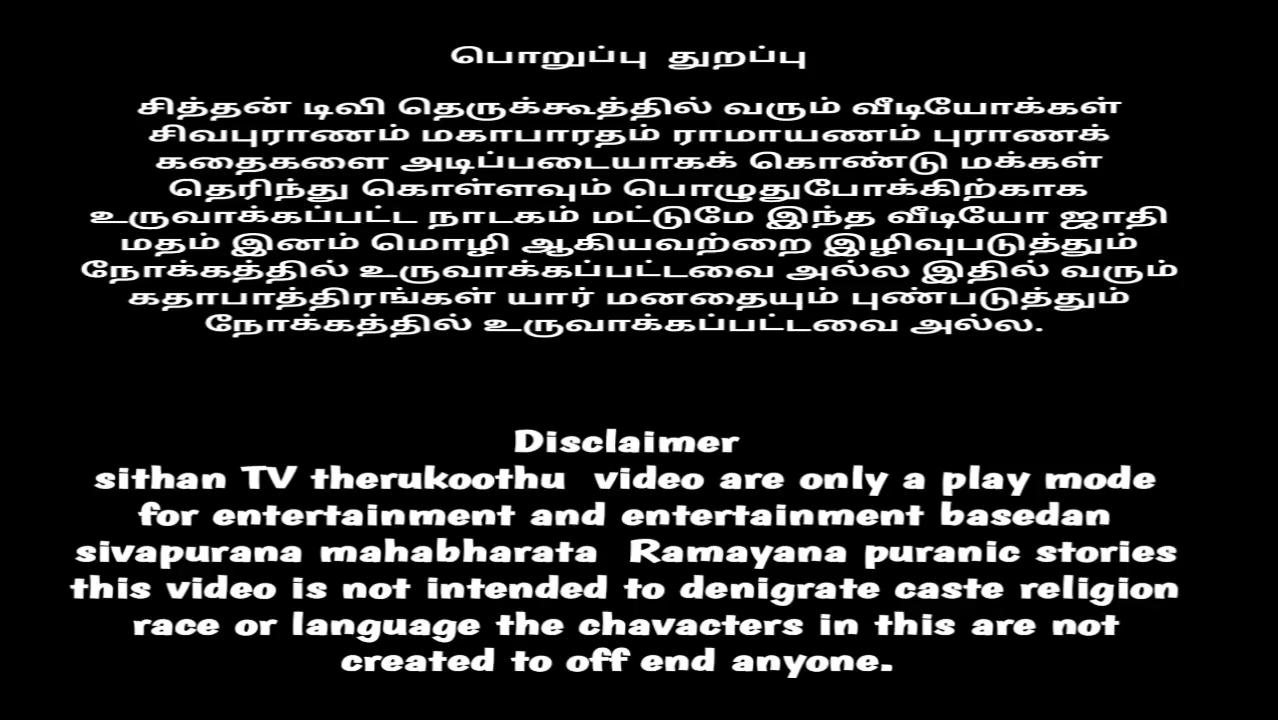 பொறுப்பு துறப்பு
சித்தன் டிவி தெருக்கூத்தில் வரும் வீடியோக்கள்
சிவபுராணம் மகாபாரதம் ராமாயணம் புராணக்
கதைகளை அடிப்படையாகக் கொண்டு மக்கள்
தெரிந்து கொள்ளவும் பொழுதுபோக்கிற்காக
உருவாக்கப்பட்ட நாடகம் மட்டுமே இந்த வீடியோ ஜாதி
மதம் இனம் மொழி ஆகியவற்றை இழிவுபடுத்தும்
நோக்கத்தில் உருவாக்கப்பட்டவை அல்ல இதில் வரும்
கதாபாத்திரங்கள் யார் மனதையும் புண்படுத்தும்
நோக்கத்தில் உருவாக்கப்பட்டவை அல்ல.
Disclaimer
sithan TV therukoothu video are only a play mode
for entertainment and entertainment basedan
sivapurana mahabharata Ramayana puranic stories
this video is not intended to denigrate caste religion
race or language the chavacters in this are not
created to off end anyone.